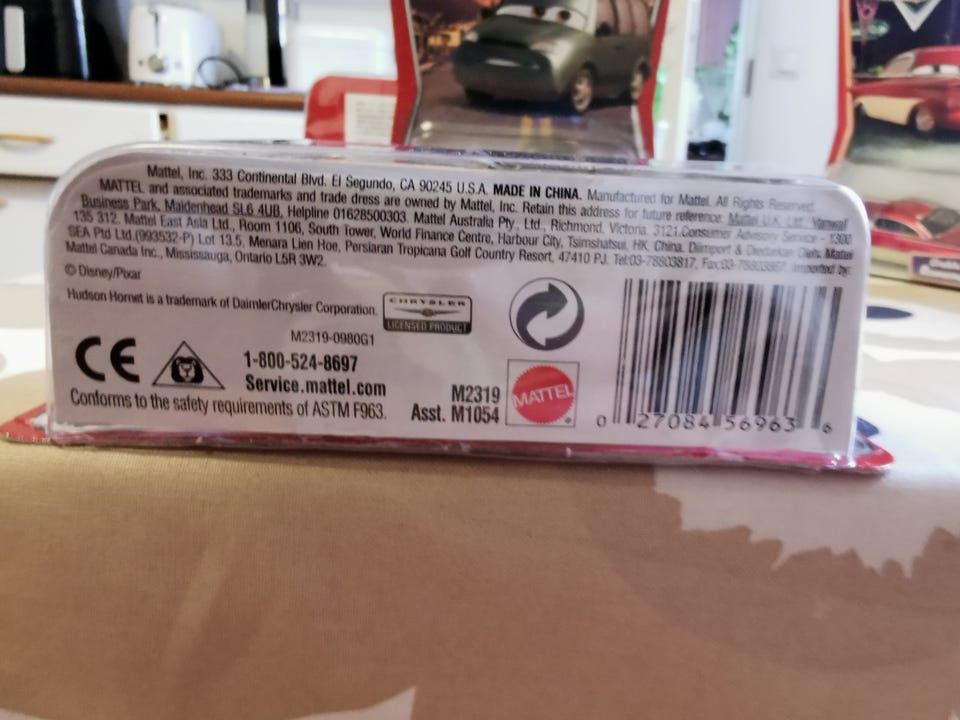 Mattel, Inc. 333 Continental Blvd. El Segundo, CA 90245 U.S.A. MADE IN CHINA. Manufactured for Mattel. All Rights Reserved.
MATTEL and associated trademarks and trade dress are owned by Mattel, Inc. Retain this address for future reference: Mattel U.K. Ltd. Vanwall
Business Park, Maidenhead SL6 4UB, Helpline 01628500303. Mattel Australia Pty., Ltd., Richmond, Victoria. 3121.Consumer Advisory Service - 1300
135 312. Mattel East Asia Ltd., Room 1106, South Tower, World Finance Centre, Harbour City, Tsimshatsui, HK, China. Diimport & Diedarkan Oleh: Mattel
SEA Ptd Ltd.(993532-P) Lot 13.5, Menara Lien Hoe, Persiaran Tropicana Golf Country Resort, 47410 PJ. Tel:03-78803817, Fax:03-78803867. Imported by:
Mattel Canada Inc., Mississauga, Ontario L5R 3W2.
© Disney/Pixar
Hudson Hornet is a trademark of DaimlerChrysler Corporation.
CHRYSLER
LICENSED PRODUCT
M2319-0980G1
CE
1-800-524-8697
Service.mattel.com
Conforms to the safety requirements of ASTM F963.
M2319
Asst. M1054
MATTEL
0 27084 56963 6